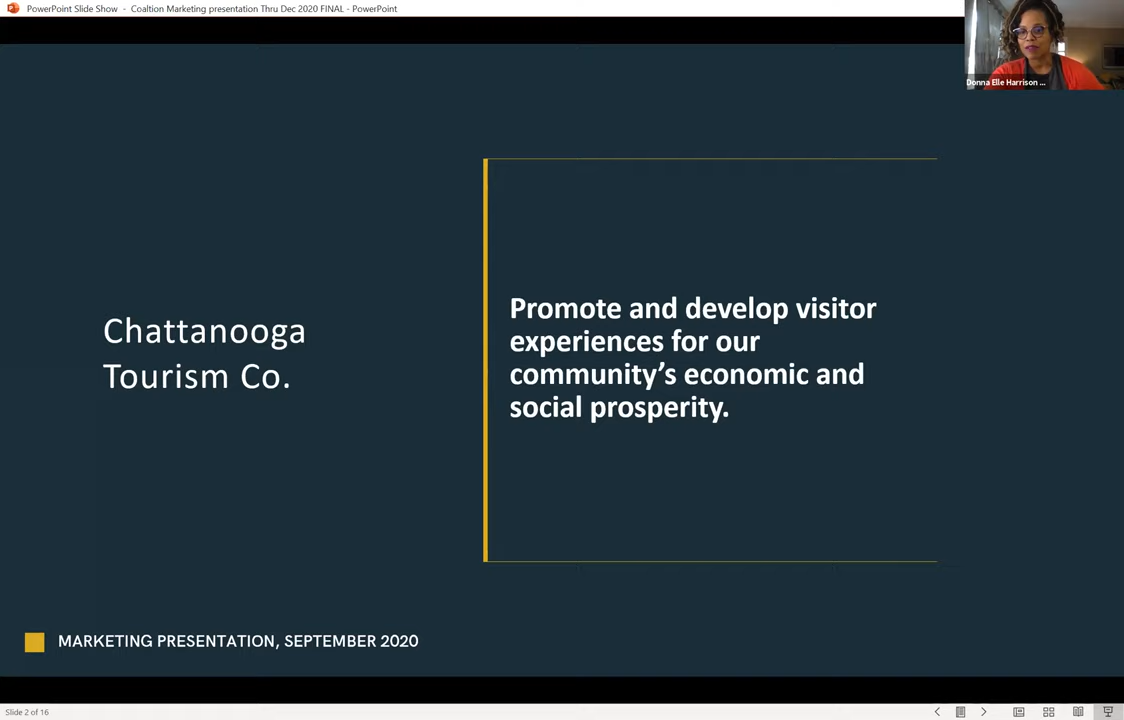 PowerPoint Slide Show - Coaltion Marketing presentation Thru Dec 2020 FINAL - PowerPoint
Donna Elle Harrison ...
Chattanooga
Tourism Co.
Promote and develop visitor
experiences for our
community’s economic and
social prosperity.
MARKETING PRESENTATION, SEPTEMBER 2020
Slide 2 of 16